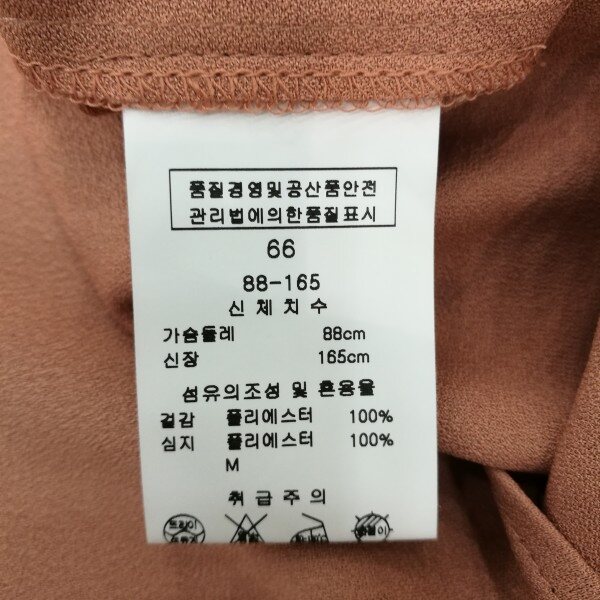 품질경영및공산품안전
관리법에의한품질표시
66
88-165
신체치수
가슴둘레 88cm
신장 165cm
섬유의조성 및 혼용율
겉감 폴리에스터 100%
심지 폴리에스터 100%
M
취급주의
드라이